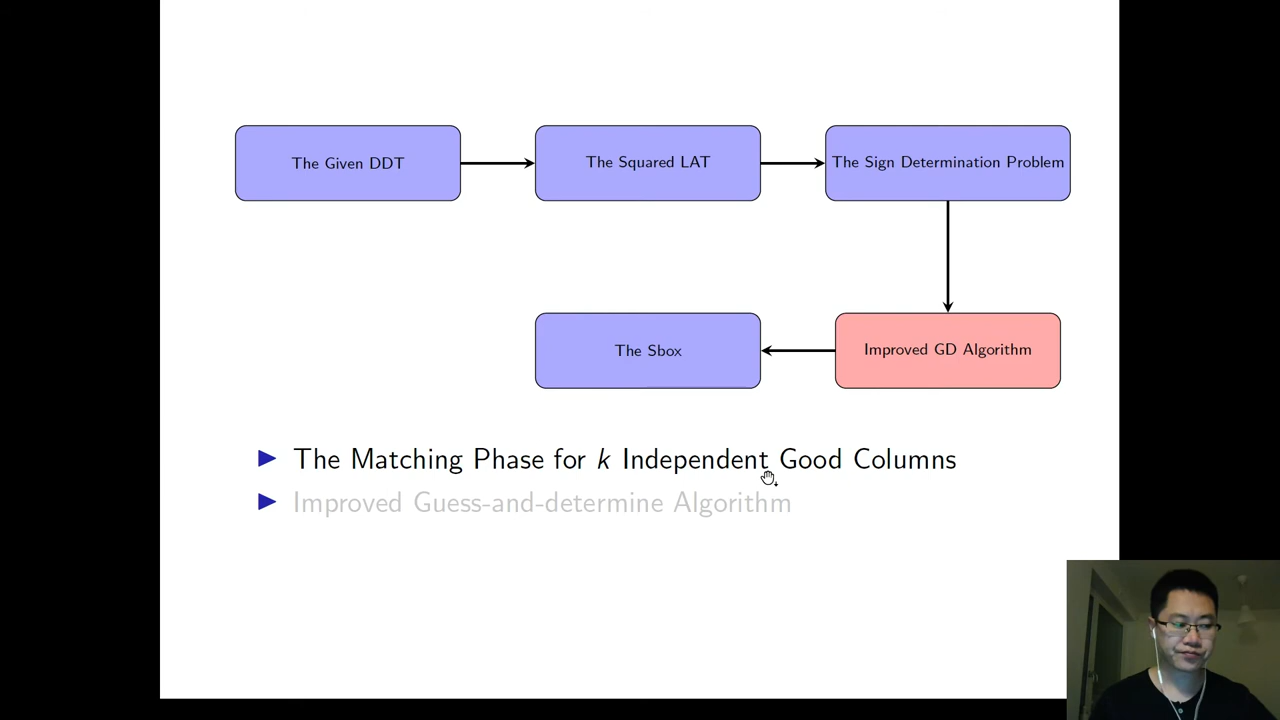 The Given DDT
The Squared LAT
The Sign Determination Problem
The Sbox
Improved GD Algorithm
The Matching Phase for k Independent Good Columns
Improved Guess-and-determine Algorithm